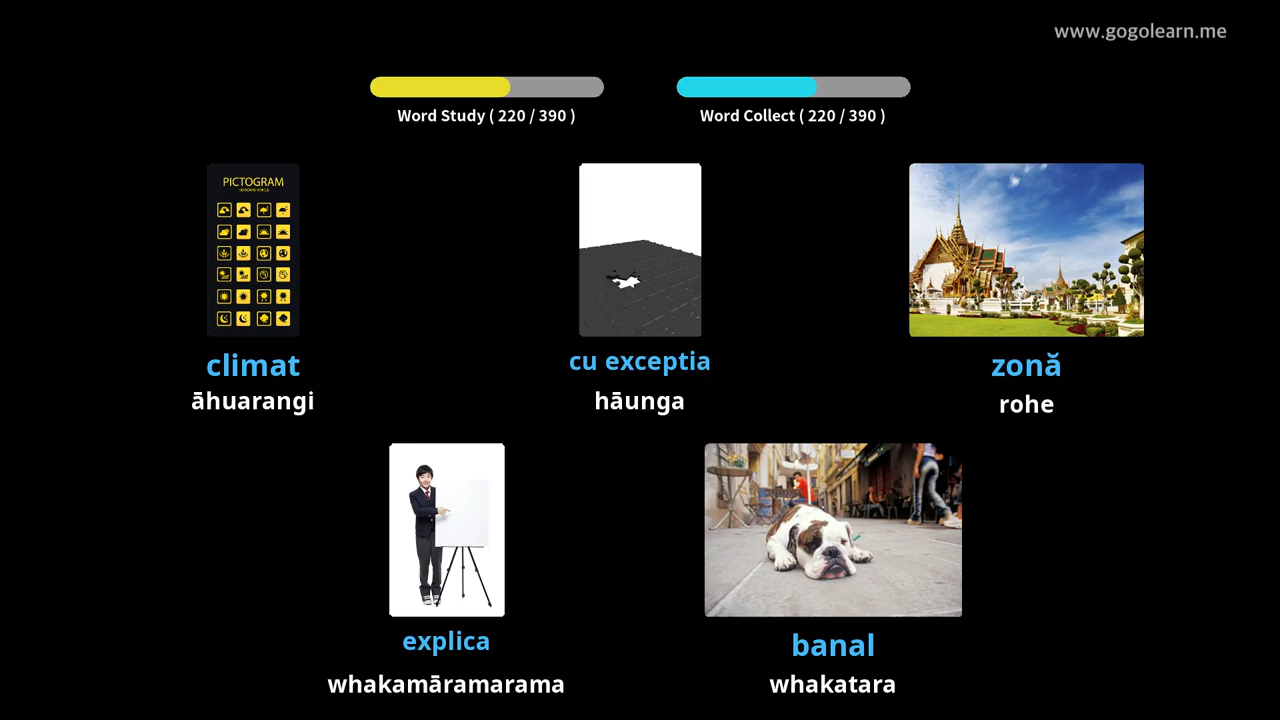 www.gogolearn.me
Word Study ( 220 / 390 )
Word Collect ( 220 / 390 )
PICTOGRAM
climat
āhuarangi
cu exceptia
hāunga
zonă
rohe
explica
whakamāramarama
banal
whakatara